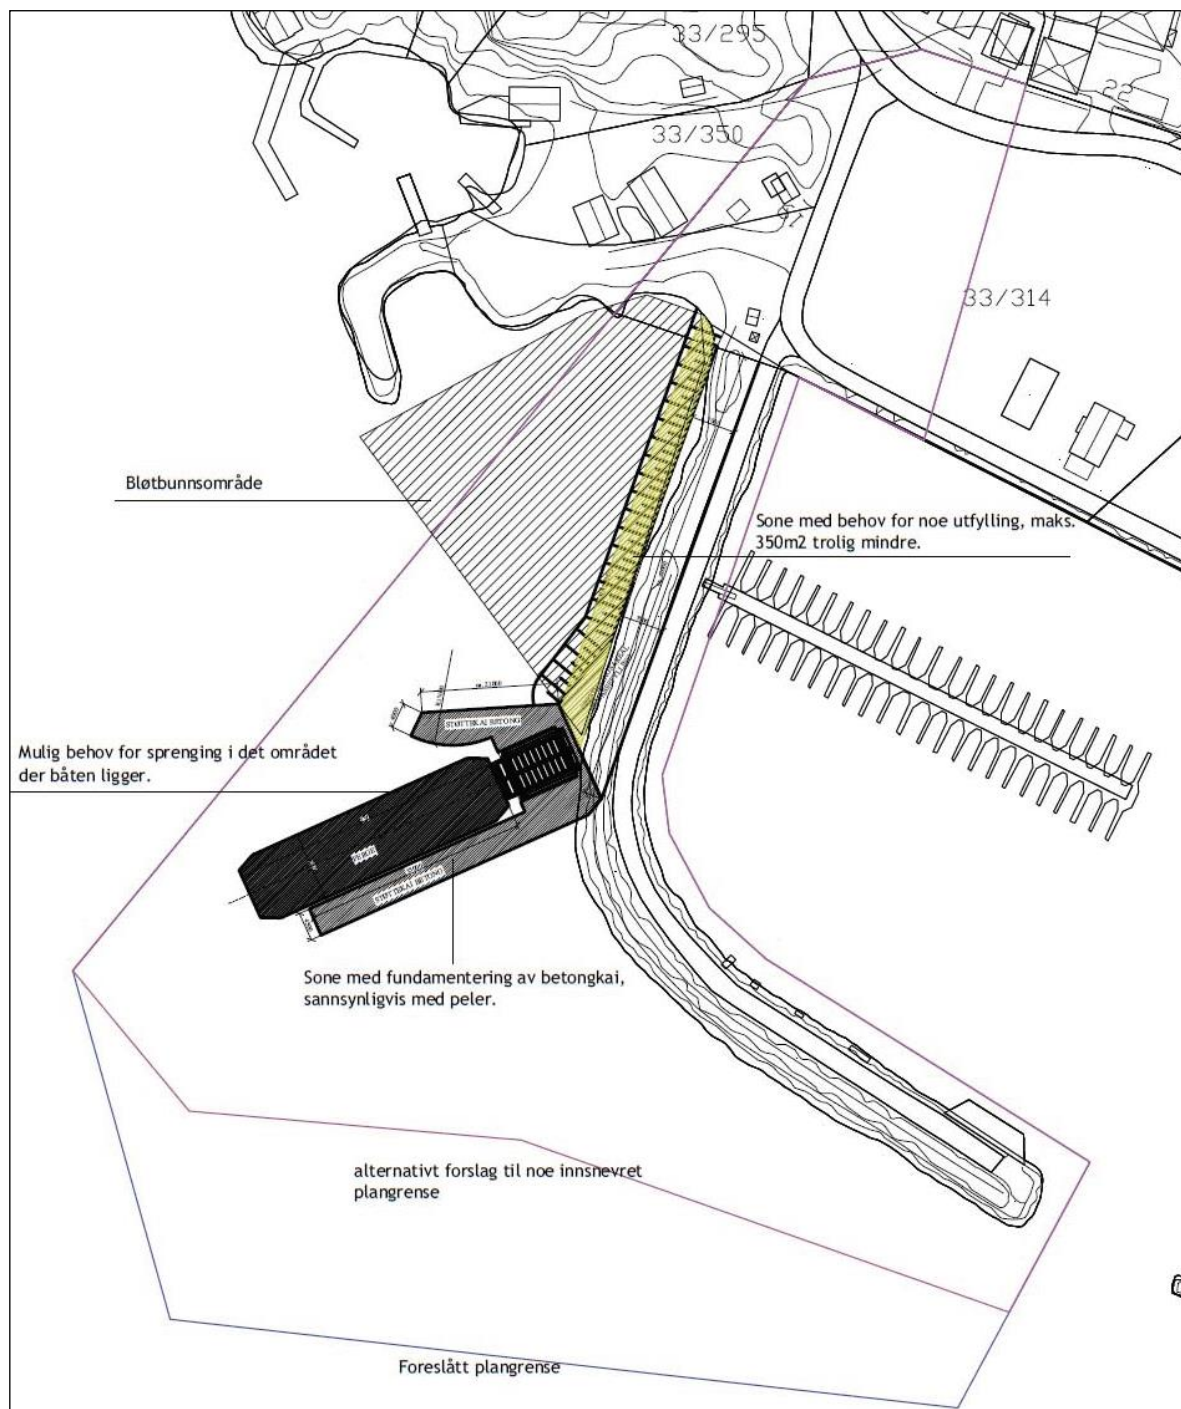 33/295
22
33/350
33/314
Bløtbunnsområde
Sone med behov for noe utfylling, maks.
350m2 trolig mindre.
STØTTEKAI BETONG
Mulig behov for sprenging i det området
der båten ligger.
FERGE
STØTTEKAI BETONG
Sone med fundamentering av betongkai,
sannsynligvis med peler.
alternativt forslag til noe innsnevret
plangrense
Foreslått plangrense